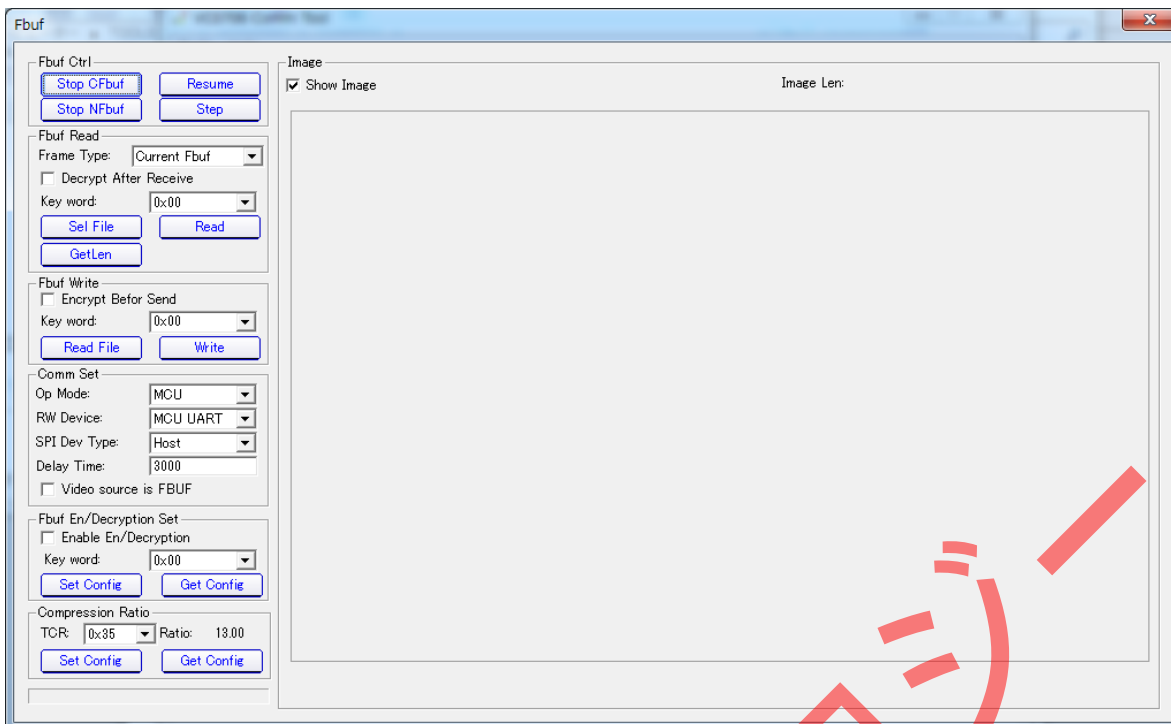 Fbuf
Fbuf Ctrl
Stop CFbuf Resume
Stop NFbuf Step
Fbuf Read
Frame Type: Current Fbuf
Decrypt After Receive
Key word: 0x00
Sel File Read
GetLen
Fbuf Write
Encrypt Befor Send
Key word: 0x00
Read File Write
Comm Set
Op Mode: MCU
RW Device: MCU UART
SPI Dev Type: Host
Delay Time: 3000
Video source is FBUF
Fbuf En/Decryption Set
Enable En/Decryption
Key word: 0x00
Set Config Get Config
Compression Ratio
TCR: 0x35 Ratio: 13.00
Set Config Get Config
Image
Show Image Image Len: